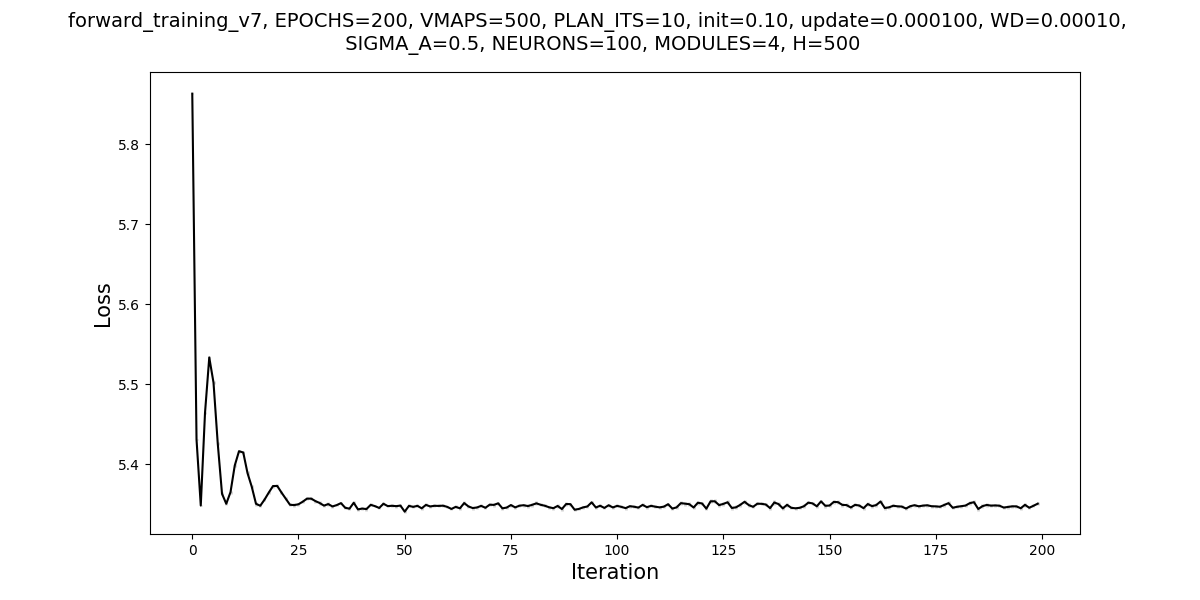 forward_training_v7, EPOCHS=200, VMAPS=500, PLAN_ITS=10, init=0.10, update=0.000100, WD=0.00010,
SIGMA_A=0.5, NEURONS=100, MODULES=4, H=500
5.8
5.7
5.6
5.5
5.4
Loss
0 25 50 75 100 125 150 175 200
Iteration